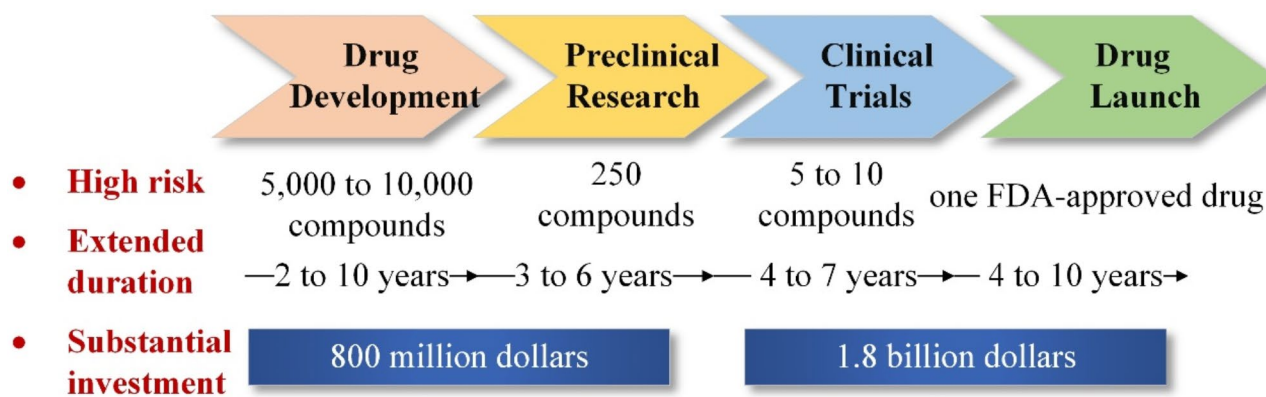 Drug
Development
Preclinical
Research
Clinical
Trials
Drug
Launch
• High risk
5,000 to 10,000
compounds
250
compounds
5 to 10
compounds
one FDA-approved drug
• Extended
duration
2 to 10 years
3 to 6 years
4 to 7 years
4 to 10 years
• Substantial
investment
800 million dollars
1.8 billion dollars